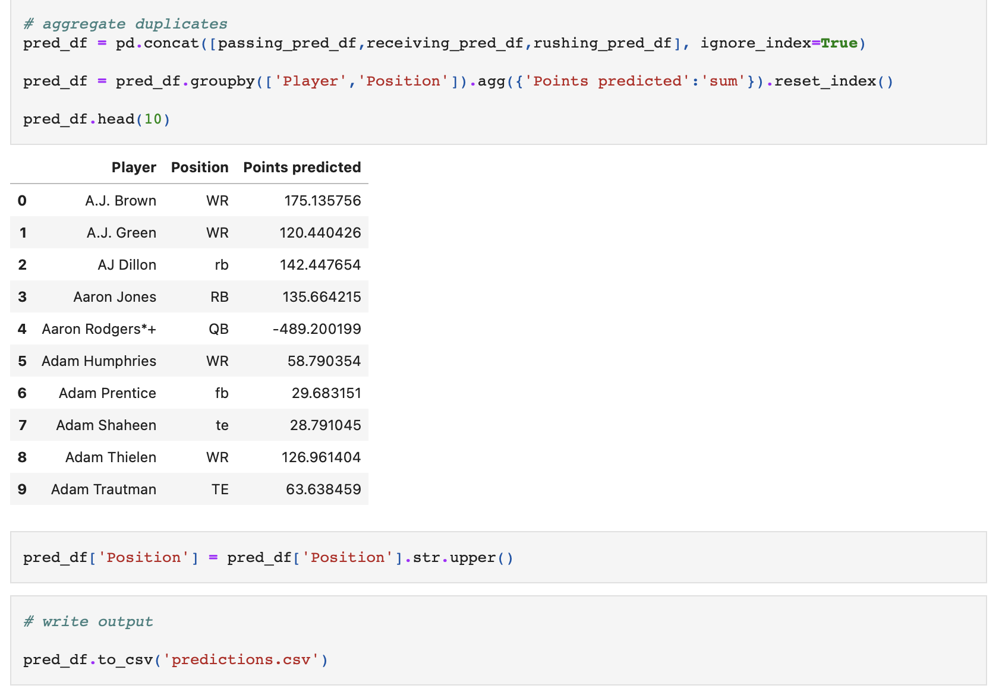 # aggregate duplicates
pred_df = pd.concat([passing_pred_df,receiving_pred_df,rushing_pred_df], ignore_index=True)
pred_df = pred_df.groupby(['Player','Position']).agg({'Points predicted':'sum'}).reset_index()
pred_df.head(10)
Player Position Points predicted
0 A.J. Brown WR 175.135756
1 A.J. Green WR 120.440426
2 AJ Dillon rb 142.447654
3 Aaron Jones RB 135.664215
4 Aaron Rodgers*+ QB -489.200199
5 Adam Humphries WR 58.790354
6 Adam Prentice fb 29.683151
7 Adam Shaheen te 28.791045
8 Adam Thielen WR 126.961404
9 Adam Trautman TE 63.638459
pred_df['Position'] = pred_df['Position'].str.upper()
# write output
pred_df.to_csv('predictions.csv')